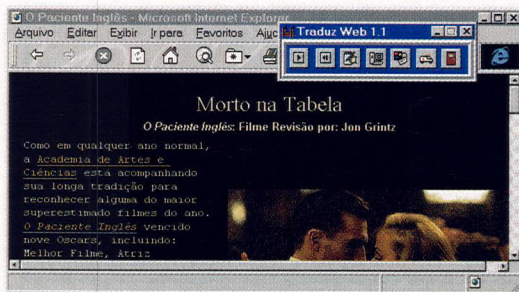 O Paciente Inglês - Microsoft Internet Explorer
Arquivo Editar Exibir Ir para Favoritos Ajuc
Traduz Web 1.1
Morto na Tabela
O Paciente Inglês: Filme Revisão por: Jon Grintz
Como em qualquer ano normal,
a Academia de Artes e
Ciências está acompanhando
sua longa tradição para
reconhecer alguma do maior
superestimado filmes do ano.
O Paciente Inglês vencido
nove Oscars, incluindo:
Melhor Filme, Atriz